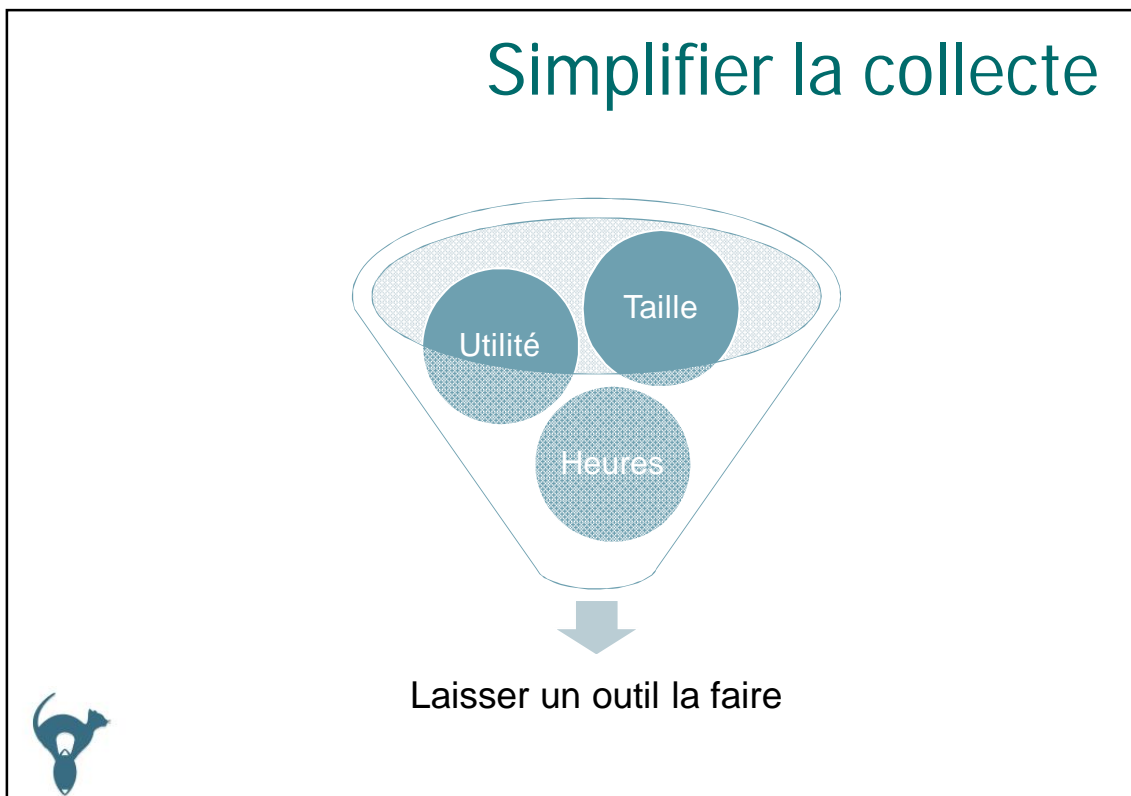 Simplifier la collecte
Taille
Utilité
Heures
Laisser un outil la faire